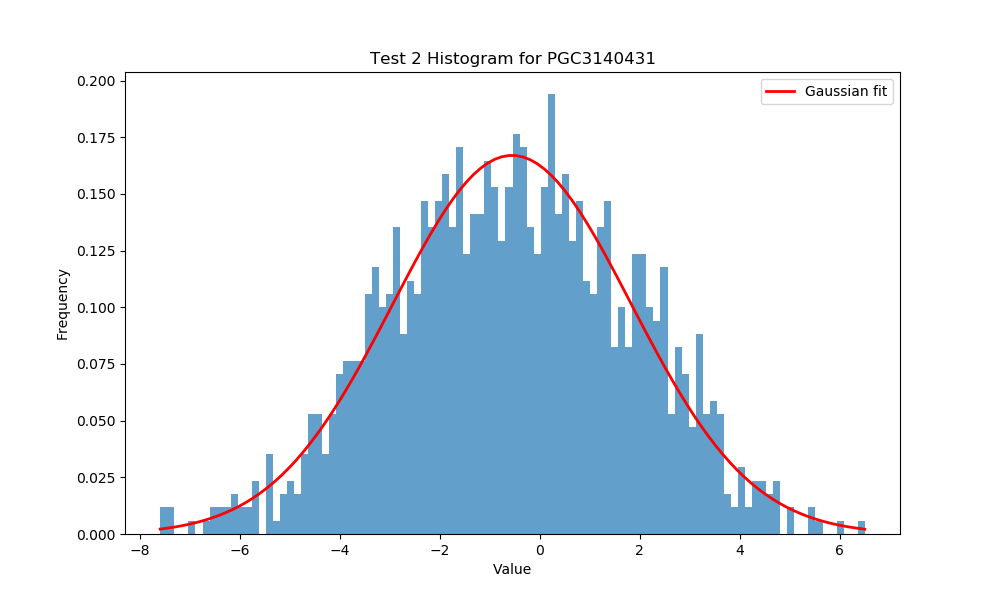 Test 2 Histogram for PGC3140431
Gaussian fit
0.200
0.175
0.150
0.125
0.100
0.075
0.050
0.025
0.000
Frequency
−8 −6 −4 −2 0 2 4 6
Value